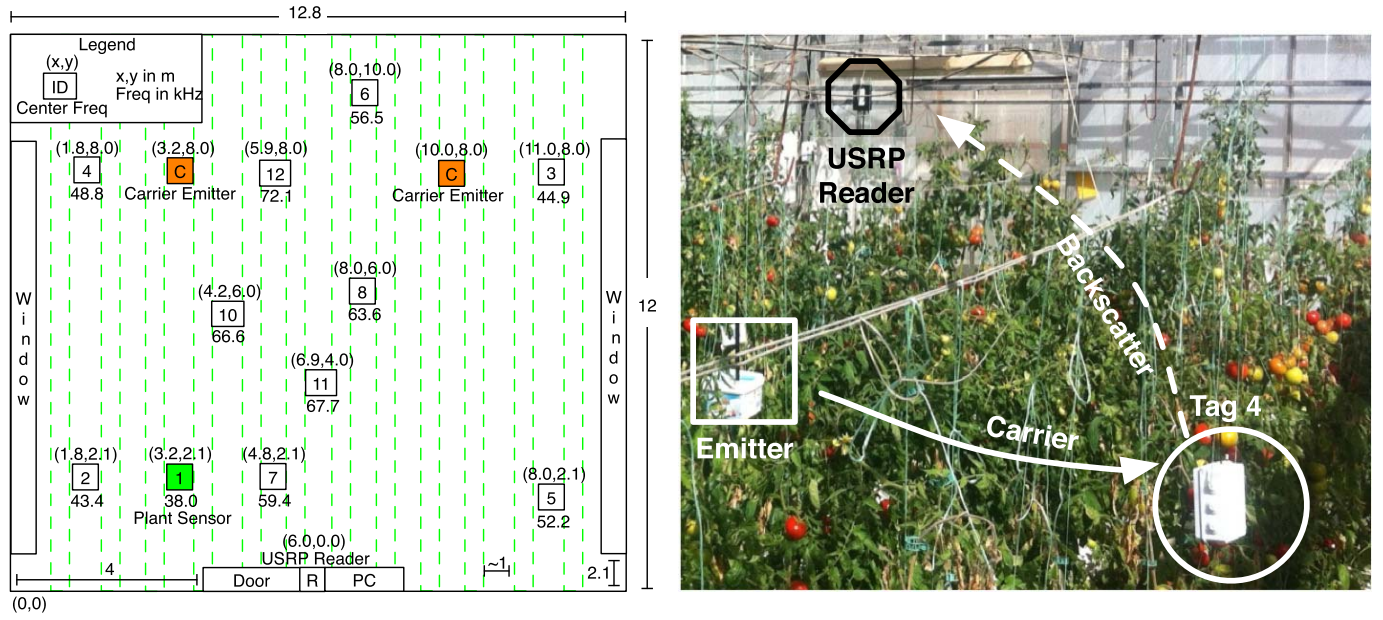 12.8
Legend
(x,y)
ID
Center Freq
x,y in m
Freq in kHz
(8.0,10.0)
6
56.5
(1.8,8.0)
4
48.8
(3.2,8.0)
C
Carrier Emitter
(5.9,8.0)
12
72.1
(10.0,8.0)
C
Carrier Emitter
(11.0,8.0)
3
44.9
Window
(4.2,6.0)
10
66.6
(8.0,6.0)
8
63.6
Window
12
(6.9,4.0)
11
67.7
(1.8,2.1)
2
43.4
(3.2,2.1)
1
38.0
Plant Sensor
(4.8,2.1)
7
59.4
(8.0,2.1)
5
52.2
(6.0,0.0)
USRP Reader
4
Door
R
PC
~1
2.1
(0,0)
USRP
Reader
Backscatter
Emitter
Carrier
Tag 4